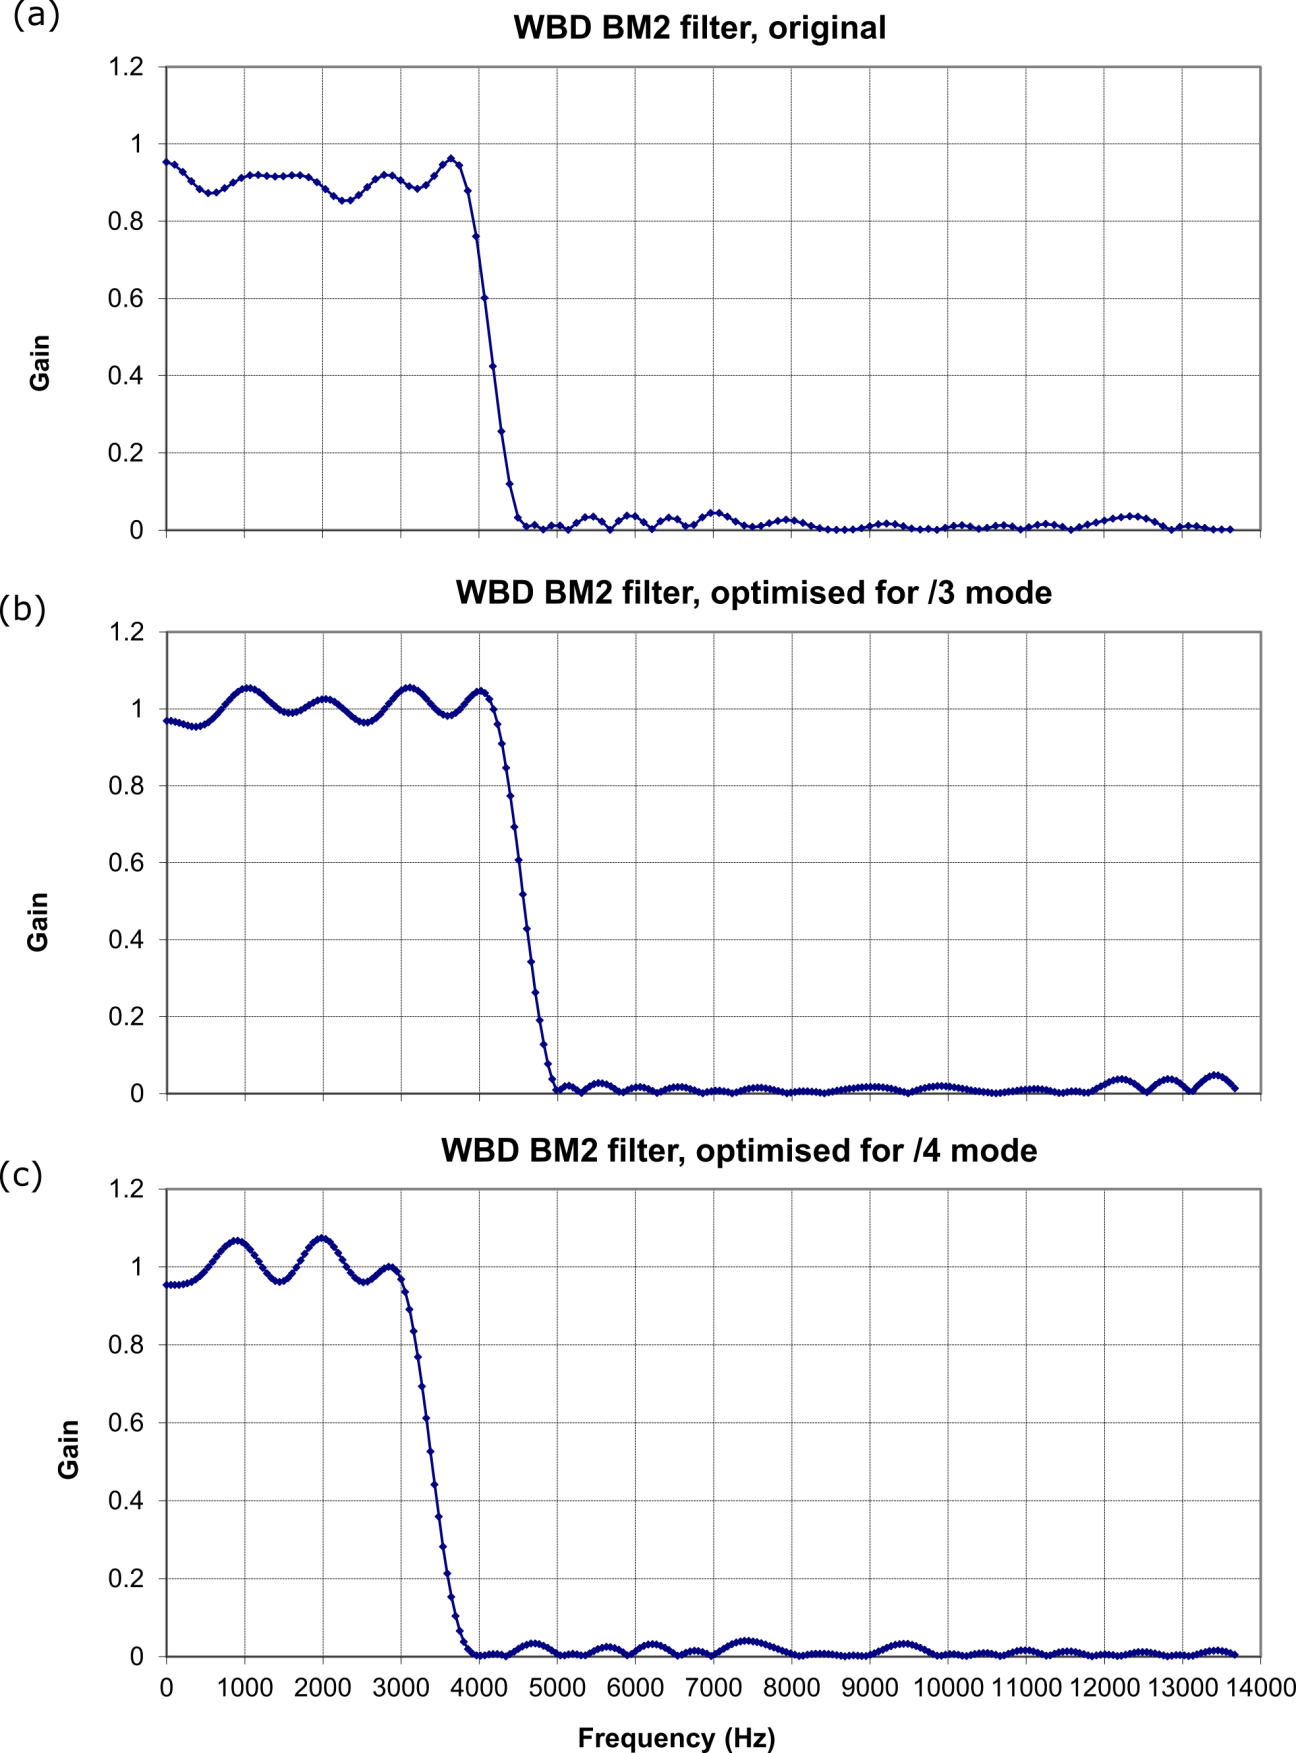 (a)
WBD BM2 filter, original
1.2
1
0.8
0.6
0.4
0.2
0
Gain
(b)
WBD BM2 filter, optimised for /3 mode
1.2
1
0.8
0.6
0.4
0.2
0
Gain
(c)
WBD BM2 filter, optimised for /4 mode
1.2
1
0.8
0.6
0.4
0.2
0
Gain
0 1000 2000 3000 4000 5000 6000 7000 8000 9000 10000 11000 12000 13000 14000
Frequency (Hz)